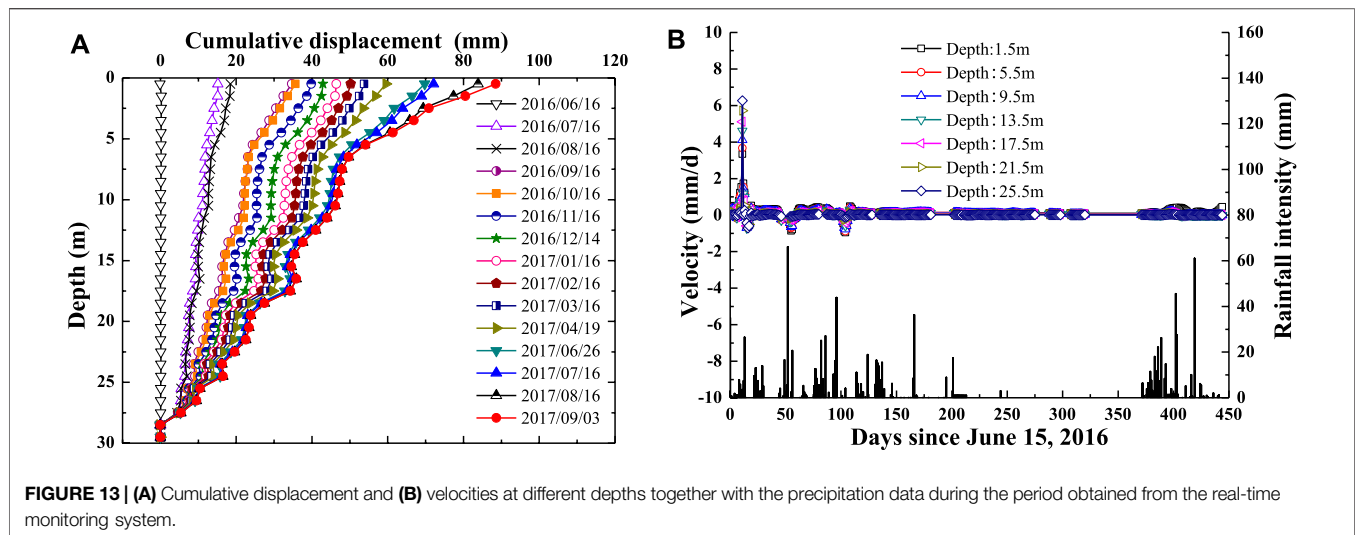 A
Cumulative displacement (mm)
0 20 40 60 80 100 120
0
5
10
15
20
25
30
Depth (m)
2016/06/16
2016/07/16
2016/08/16
2016/09/16
2016/10/16
2016/11/16
2016/12/14
2017/01/16
2017/02/16
2017/03/16
2017/04/19
2017/06/26
2017/07/16
2017/08/16
2017/09/03
B
10
8
6
4
2
0
-2
-4
-6
-8
-10
Velocity (mm/d)
Depth:1.5m
Depth:5.5m
Depth:9.5m
Depth:13.5m
Depth:17.5m
Depth:21.5m
Depth:25.5m
160
140
120
100
80
60
40
20
0
Rainfall intensity (mm)
0 50 100 150 200 250 300 350 400 450
Days since June 15, 2016
FIGURE 13 | (A) Cumulative displacement and (B) velocities at different depths together with the precipitation data during the period obtained from the real-time
monitoring system.